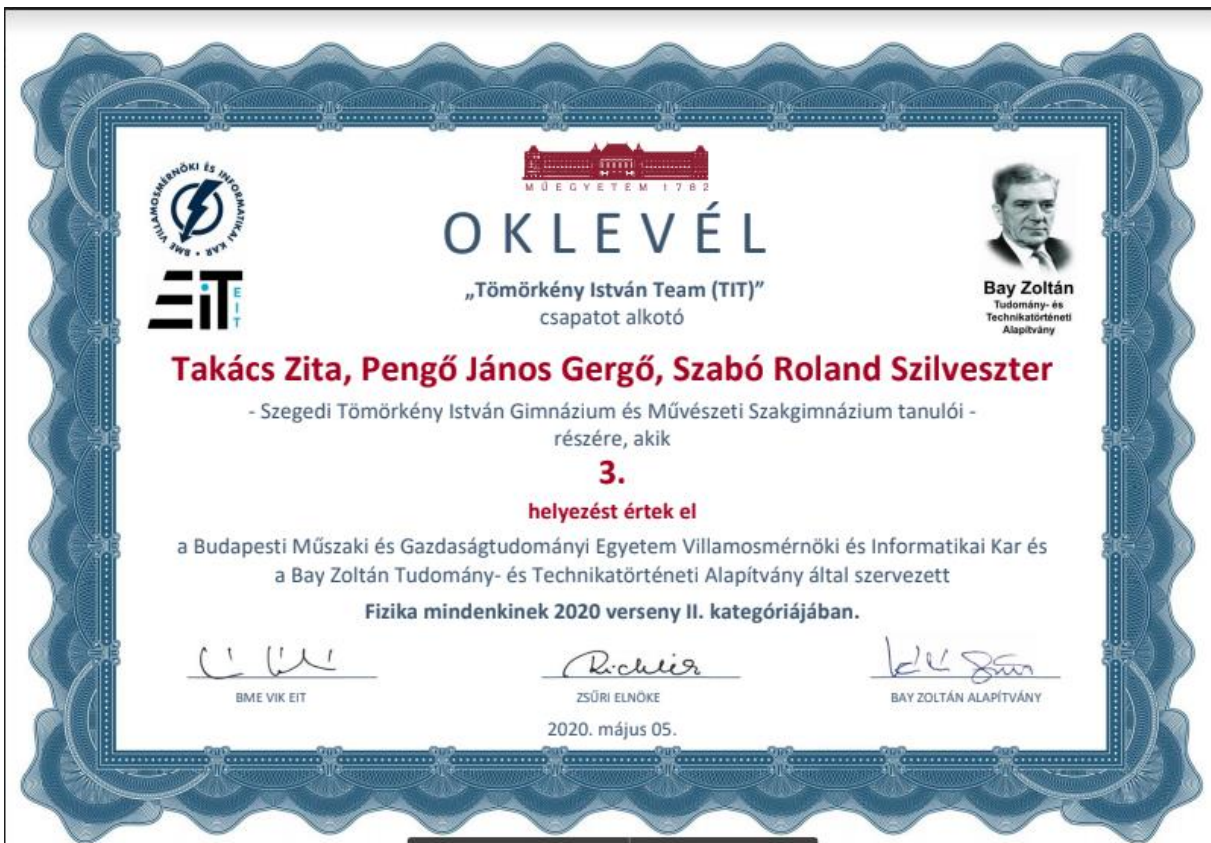 BME VILLAMOSMÉRNÖKI ÉS INFORMATIKAI KAR
EIT
EIT
MŰEGYETEM 1782
OKLEVÉL
„Tömörkény István Team (TIT)”
csapatot alkotó
Bay Zoltán
Tudomány- és
Technikatörténeti
Alapítvány
Takács Zita, Pengő János Gergő, Szabó Roland Szilveszter
- Szegedi Tömörkény István Gimnázium és Művészeti Szakgimnázium tanulói -
részére, akik
3.
helyezést értek el
a Budapesti Műszaki és Gazdaságtudományi Egyetem Villamosmérnöki és Informatikai Kar és
a Bay Zoltán Tudomány- és Technikatörténeti Alapítvány által szervezett
Fizika mindenkinek 2020 verseny II. kategóriájában.
Richter
BME VIK EIT
ZSŰRI ELNÖKE
BAY ZOLTÁN ALAPÍTVÁNY
2020. május 05.